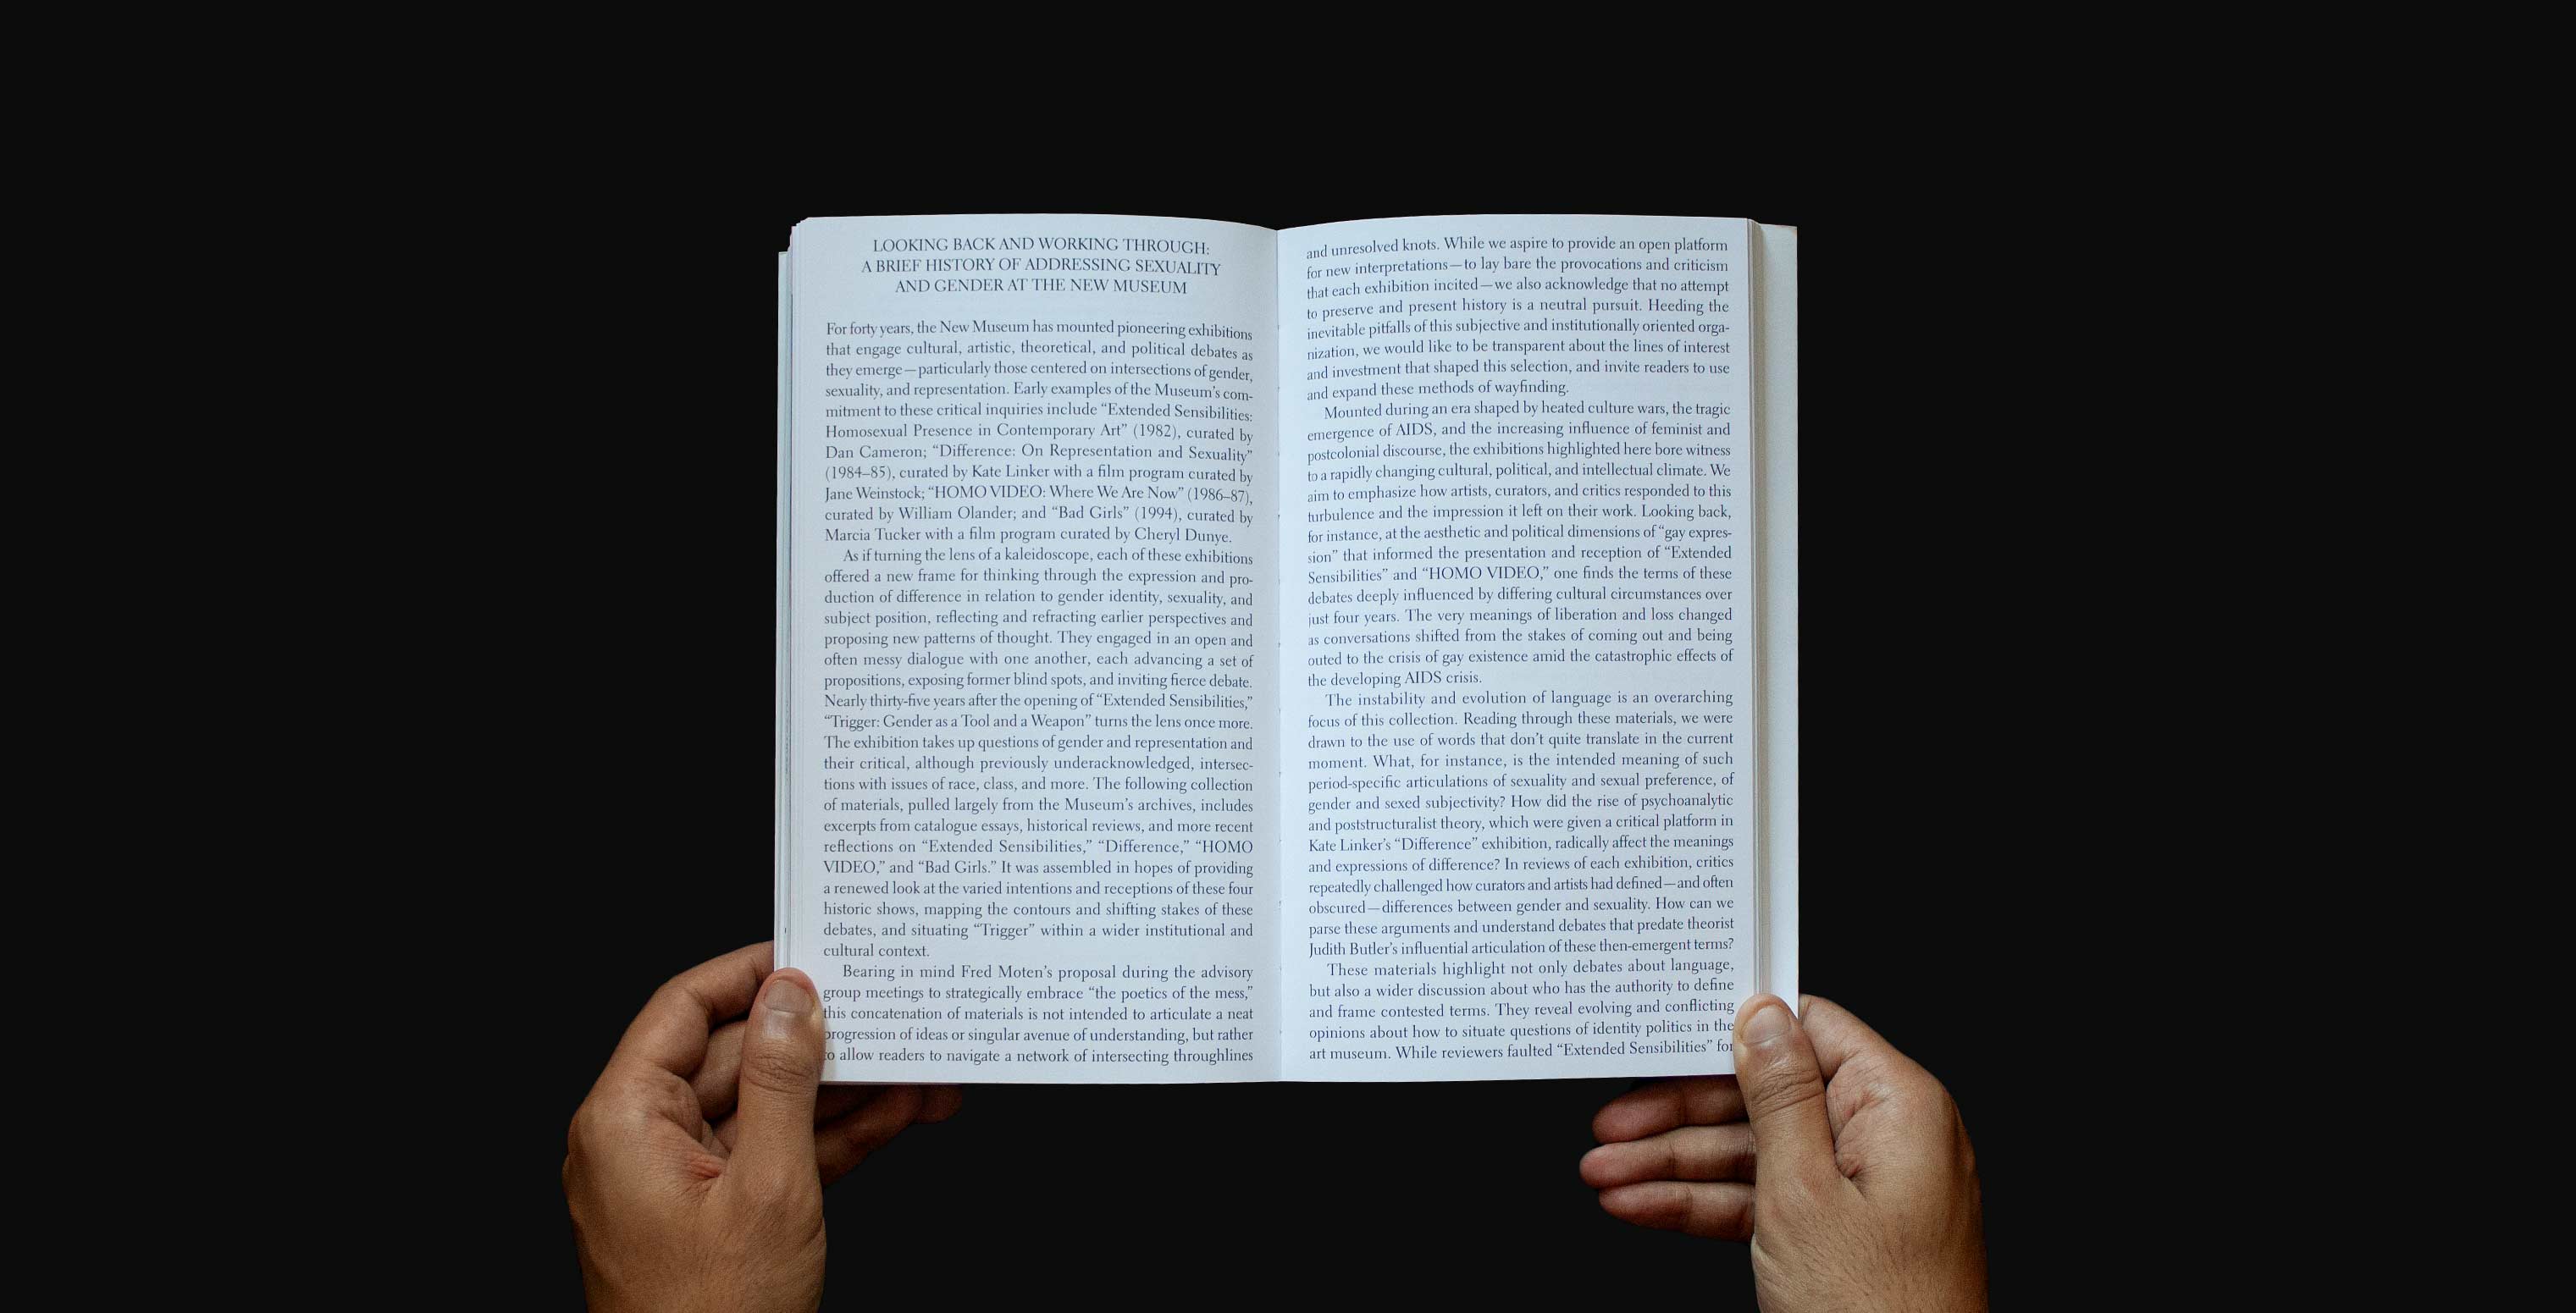 LOOKING BACK AND WORKING THROUGH:
A BRIEF HISTORY OF ADDRESSING SEXUALITY
AND GENDER AT THE NEW MUSEUM
For forty years, the New Museum has mounted pioneering exhibitions
that engage cultural, artistic, theoretical, and political debates as
they emerge—particularly those centered on intersections of gender,
sexuality, and representation. Early examples of the Museum’s com-
mitment to these critical inquiries include “Extended Sensibilities:
Homosexual Presence in Contemporary Art” (1982), curated by
Dan Cameron; “Difference: On Representation and Sexuality”
(1984–85), curated by Kate Linker with a film program curated by
Jane Weinstock; “HOMO VIDEO: Where We Are Now” (1986–87),
curated by William Olander; and “Bad Girls” (1994), curated by
Marcia Tucker with a film program curated by Cheryl Dunye.
As if turning the lens of a kaleidoscope, each of these exhibitions
offered a new frame for thinking through the expression and pro-
duction of difference in relation to gender identity, sexuality, and
subject position, reflecting and refracting earlier perspectives and
proposing new patterns of thought. They engaged in an open and
often messy dialogue with one another, each advancing a set of
propositions, exposing former blind spots, and inviting fierce debate.
Nearly thirty-five years after the opening of “Extended Sensibilities,”
“Trigger: Gender as a Tool and a Weapon” turns the lens once more.
The exhibition takes up questions of gender and representation and
their critical, although previously underacknowledged, intersec-
tions with issues of race, class, and more. The following collection
of materials, pulled largely from the Museum’s archives, includes
excerpts from catalogue essays, historical reviews, and more recent
reflections on “Extended Sensibilities,” “Difference,” “HOMO
VIDEO,” and “Bad Girls.” It was assembled in hopes of providing
a renewed look at the varied intentions and receptions of these four
historic shows, mapping the contours and shifting stakes of these
debates, and situating “Trigger” within a wider institutional and
cultural context.
Bearing in mind Fred Moten’s proposal during the advisory
group meetings to strategically embrace “the poetics of the mess,”
this concatenation of materials is not intended to articulate a neat
progression of ideas or singular avenue of understanding, but rather
to allow readers to navigate a network of intersecting throughlines
and unresolved knots. While we aspire to provide an open platform
for new interpretations—to lay bare the provocations and criticism
that each exhibition incited—we also acknowledge that no attempt
to preserve and present history is a neutral pursuit. Heeding the
inevitable pitfalls of this subjective and institutionally oriented orga-
nization, we would like to be transparent about the lines of interest
and investment that shaped this selection, and invite readers to use
and expand these methods of wayfinding.
Mounted during an era shaped by heated culture wars, the tragic
emergence of AIDS, and the increasing influence of feminist and
postcolonial discourse, the exhibitions highlighted here bore witness
to a rapidly changing cultural, political, and intellectual climate. We
aim to emphasize how artists, curators, and critics responded to this
turbulence and the impression it left on their work. Looking back,
for instance, at the aesthetic and political dimensions of “gay expres-
sion” that informed the presentation and reception of “Extended
Sensibilities” and “HOMO VIDEO,” one finds the terms of these
debates deeply influenced by differing cultural circumstances over
just four years. The very meanings of liberation and loss changed
as conversations shifted from the stakes of coming out and being
outed to the crisis of gay existence amid the catastrophic effects of
the developing AIDS crisis.
The instability and evolution of language is an overarching
focus of this collection. Reading through these materials, we were
drawn to the use of words that don’t quite translate in the current
moment. What, for instance, is the intended meaning of such
period-specific articulations of sexuality and sexual preference, of
gender and sexed subjectivity? How did the rise of psychoanalytic
and poststructuralist theory, which were given a critical platform in
Kate Linker’s “Difference” exhibition, radically affect the meanings
and expressions of difference? In reviews of each exhibition, critics
repeatedly challenged how curators and artists had defined—and often
obscured—differences between gender and sexuality. How can we
parse these arguments and understand debates that predate theorist
Judith Butler’s influential articulation of these then-emergent terms?
These materials highlight not only debates about language,
but also a wider discussion about who has the authority to define
and frame contested terms. They reveal evolving and conflicting
opinions about how to situate questions of identity politics in the
art museum. While reviewers faulted “Extended Sensibilities” for